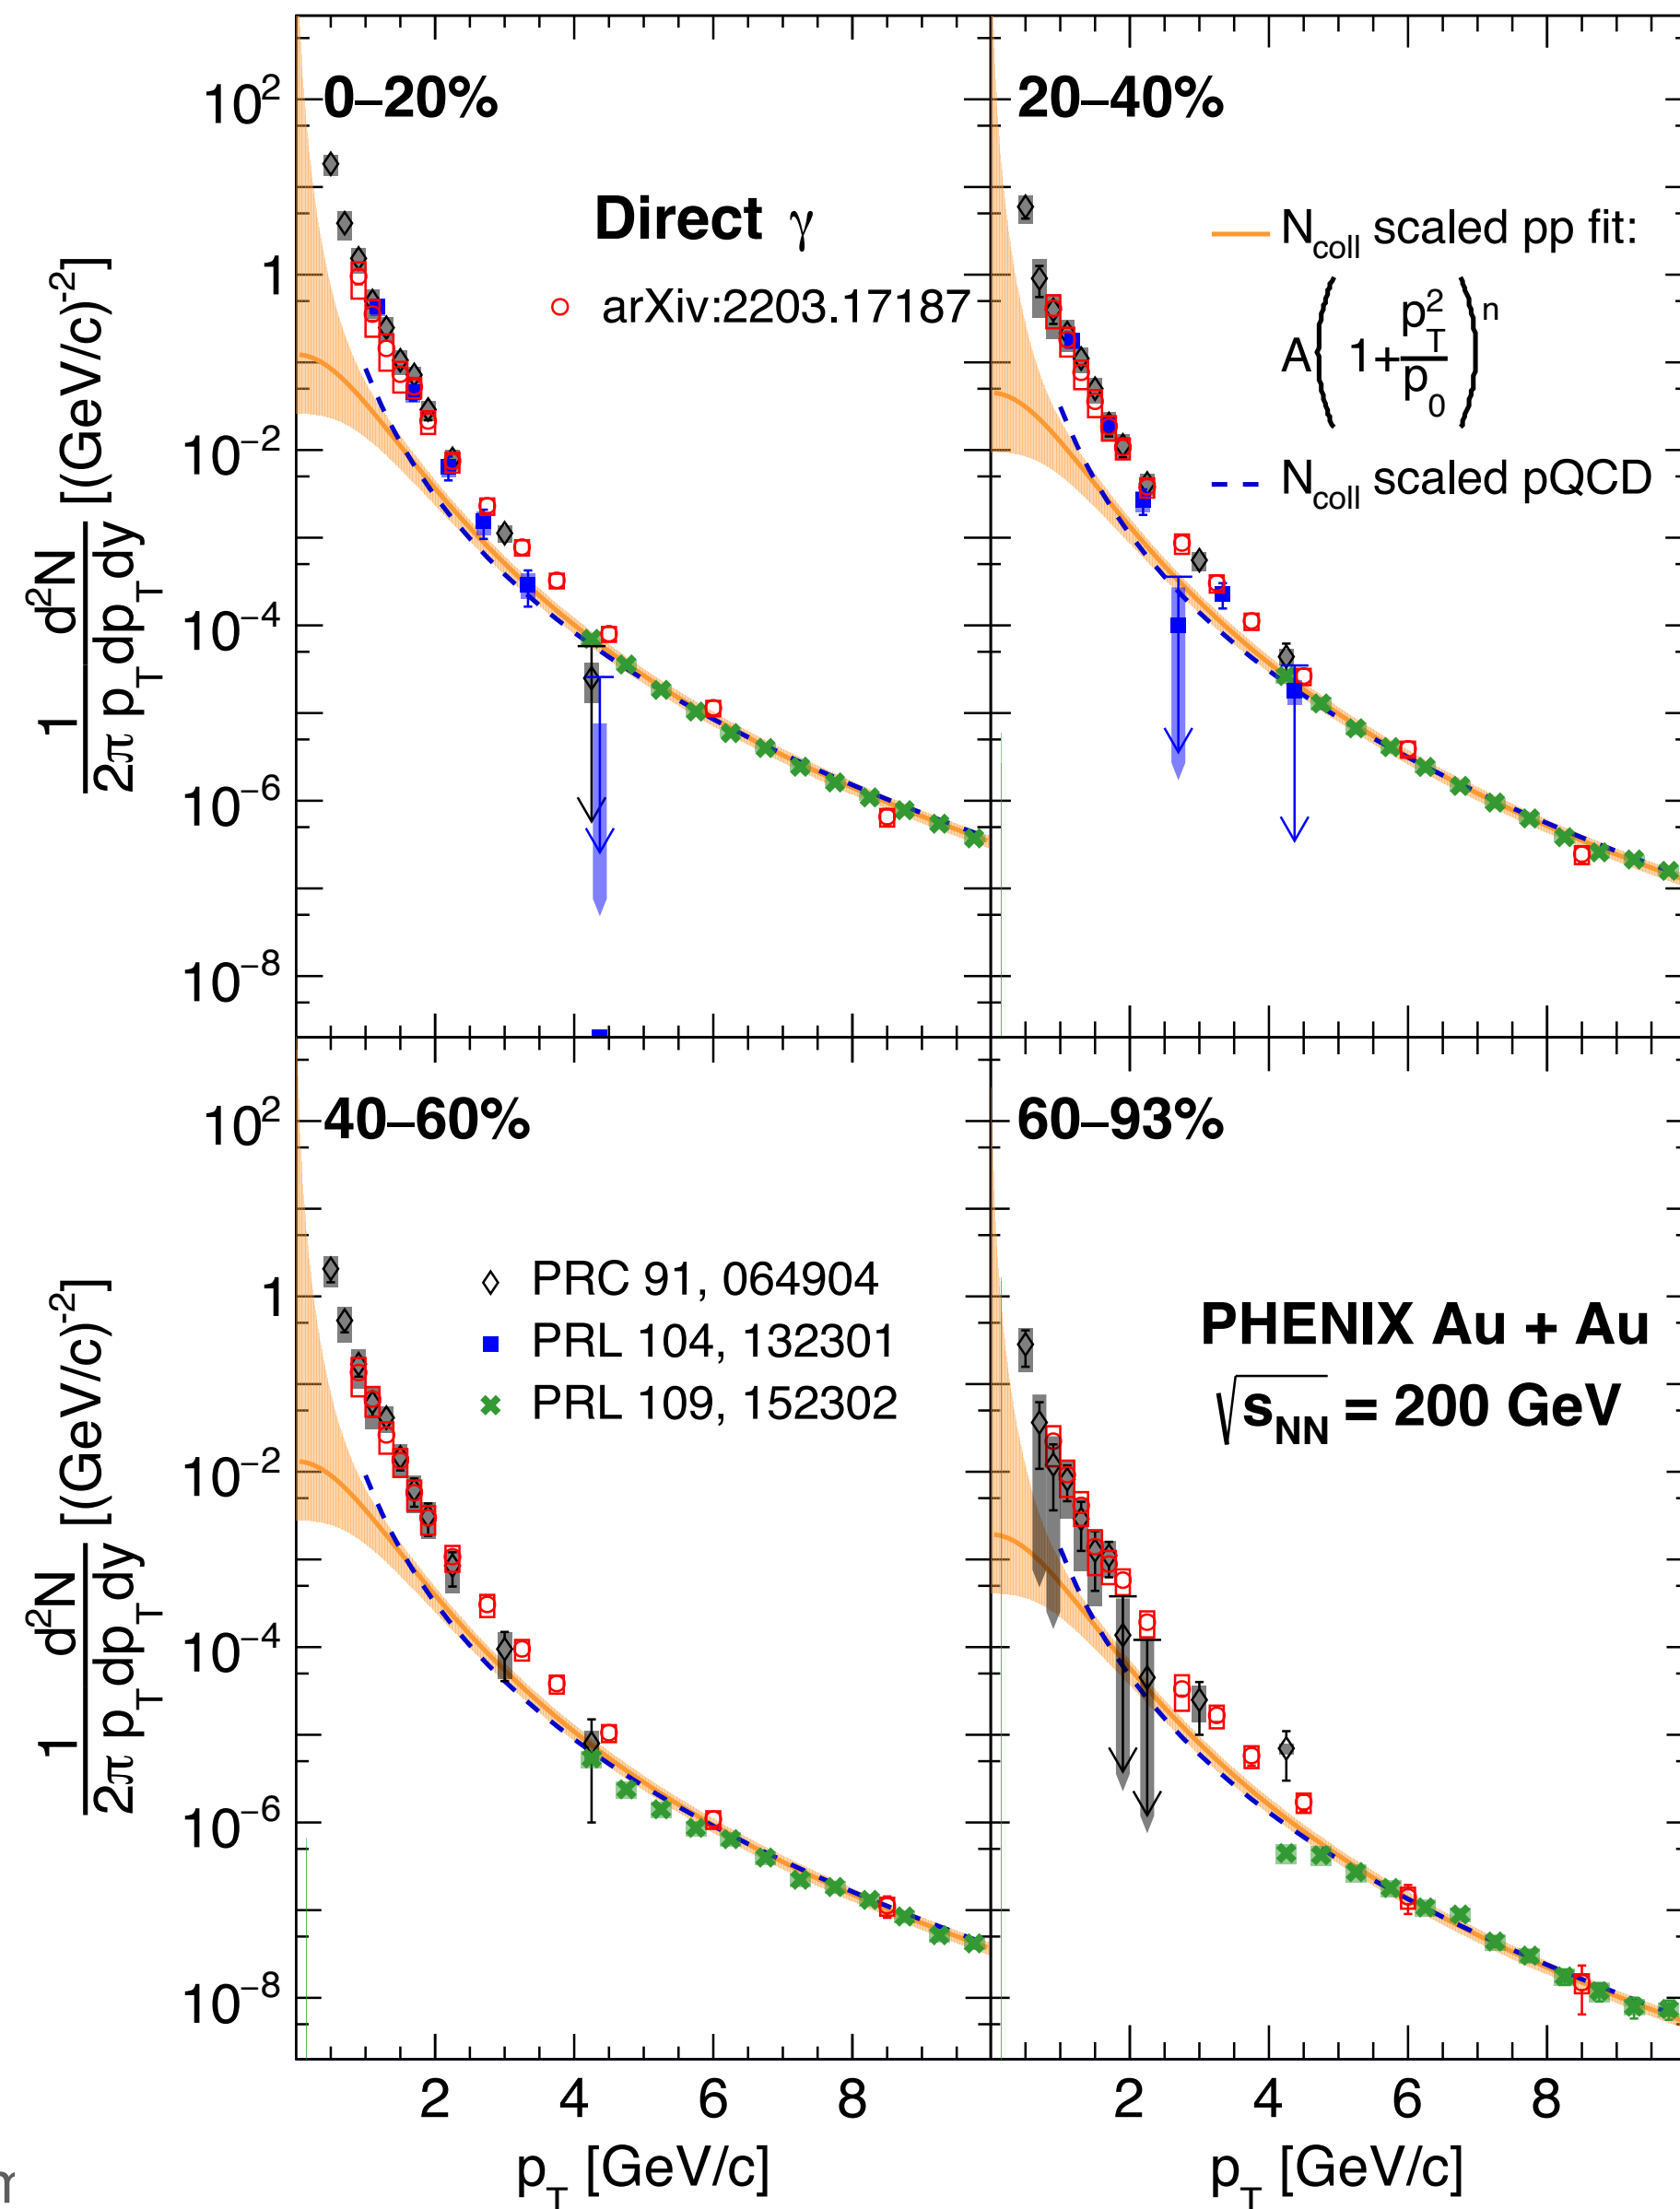 0–20%
20–40%
Direct γ
arXiv:2203.17187
N_coll scaled pp fit:
A(1+p_T^2/p_0)^n
N_coll scaled pQCD
10^2
1
10^−2
10^−4
10^−6
10^−8
1/(2π p_T) d^2N/(dp_T dy) [(GeV/c)^-2]
40–60%
60–93%
PRC 91, 064904
PRL 104, 132301
PRL 109, 152302
PHENIX Au + Au
√s_NN = 200 GeV
10^2
1
10^−2
10^−4
10^−6
10^−8
1/(2π p_T) d^2N/(dp_T dy) [(GeV/c)^-2]
2 4 6 8
2 4 6 8
p_T [GeV/c]
p_T [GeV/c]